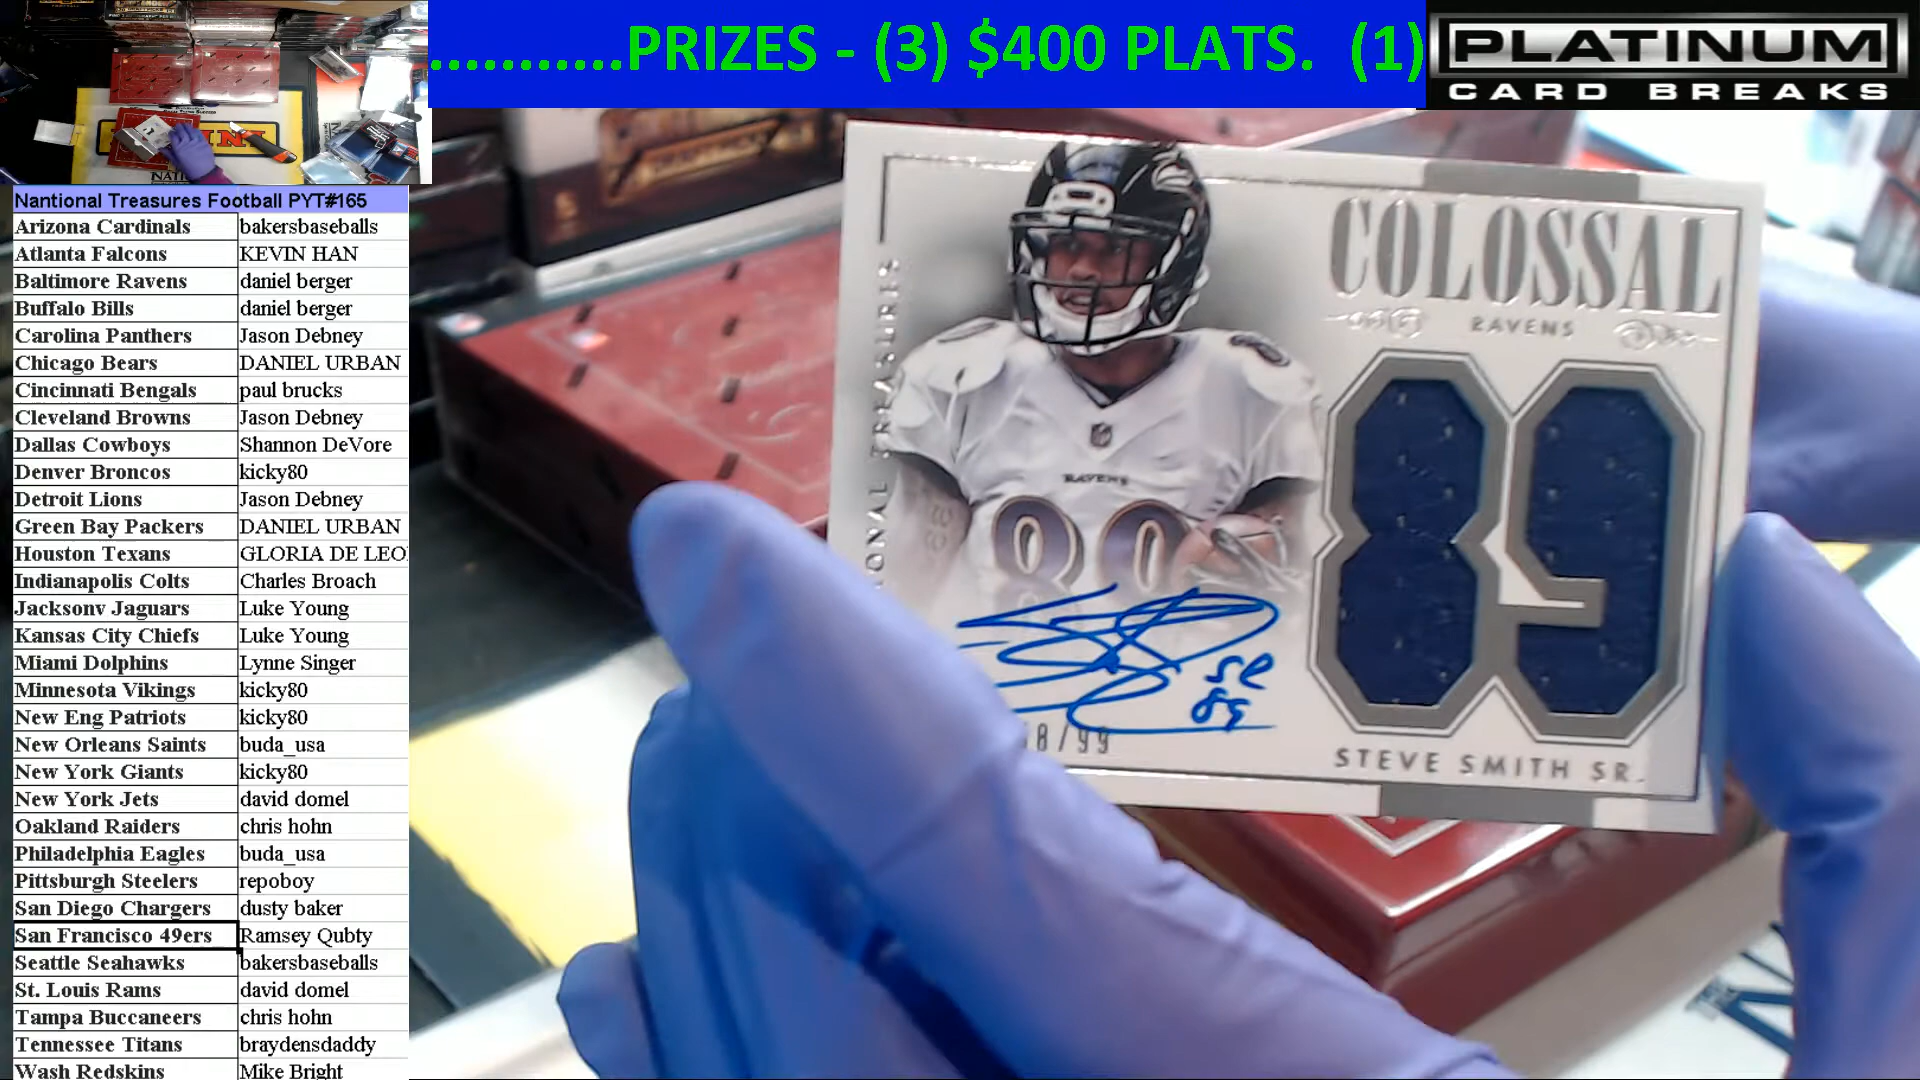 ............PRIZES - (3) $400 PLATS. (1)
PLATINUM
CARD BREAKS
Nantional Treasures Football PYT#165
Arizona Cardinals bakersbaseballs
Atlanta Falcons KEVIN HAN
Baltimore Ravens daniel berger
Buffalo Bills daniel berger
Carolina Panthers Jason Debney
Chicago Bears DANIEL URBAN
Cincinnati Bengals paul brucks
Cleveland Browns Jason Debney
Dallas Cowboys Shannon DeVore
Denver Broncos kicky80
Detroit Lions Jason Debney
Green Bay Packers DANIEL URBAN
Houston Texans GLORIA DE LEO
Indianapolis Colts Charles Broach
Jacksonv Jaguars Luke Young
Kansas City Chiefs Luke Young
Miami Dolphins Lynne Singer
Minnesota Vikings kicky80
New Eng Patriots kicky80
New Orleans Saints buda_usa
New York Giants kicky80
New York Jets david domel
Oakland Raiders chris hohn
Philadelphia Eagles buda_usa
Pittsburgh Steelers repoboy
San Diego Chargers dusty baker
San Francisco 49ers Ramsey Qubty
Seattle Seahawks bakersbaseballs
St. Louis Rams david domel
Tampa Buccaneers chris hohn
Tennessee Titans braydensdaddy
Wash Redskins Mike Bright
COLOSSAL
RAVENS
89
STEVE SMITH SR.
TREASURES
RAVENS
89
8/99